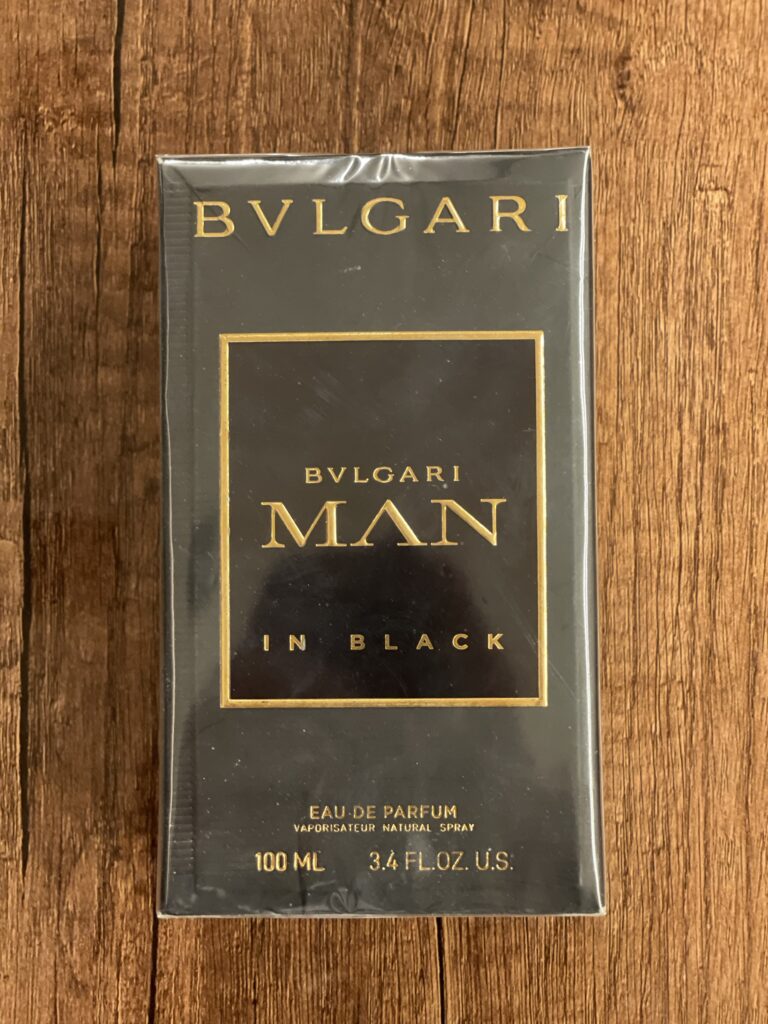 BVLGARI
BVLGARI
MAN
IN BLACK
EAU DE PARFUM
VAPORISATEUR NATURAL SPRAY
100 ML 3.4 FL.OZ. U.S.